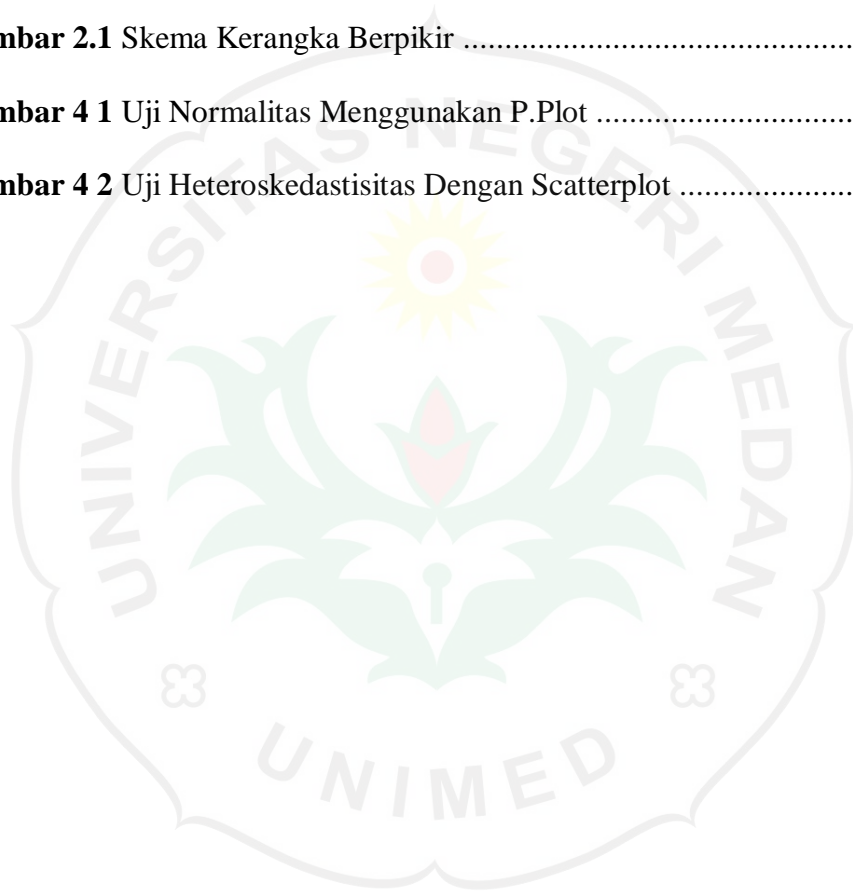 mbar 2.1 Skema Kerangka Berpikir ..............................................
mbar 4 1 Uji Normalitas Menggunakan P.Plot ...............................
mbar 4 2 Uji Heteroskedastisitas Dengan Scatterplot .....................
UNIVERSITAS NEGERI MEDAN
UNIMED